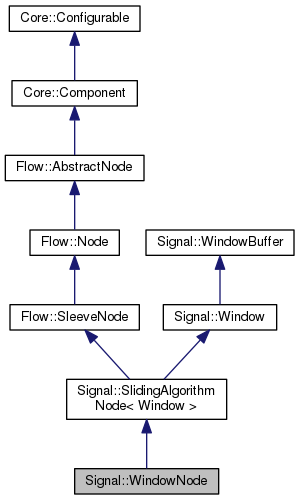 Core::Configurable
Core::Component
Flow::AbstractNode
Flow::Node
Signal::WindowBuffer
Flow::SleeveNode
Signal::Window
Signal::SlidingAlgorithm
Node< Window >
Signal::WindowNode